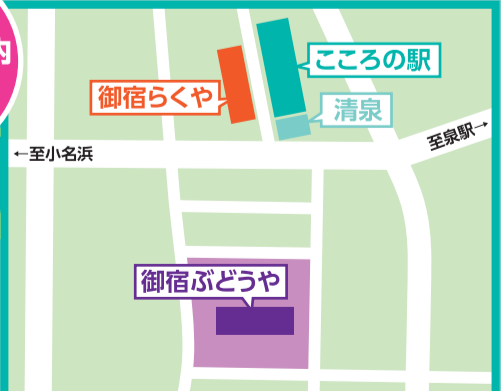 内
こころの駅
御宿らくや
清泉
至泉駅→
←至小名浜
御宿ぶどうや